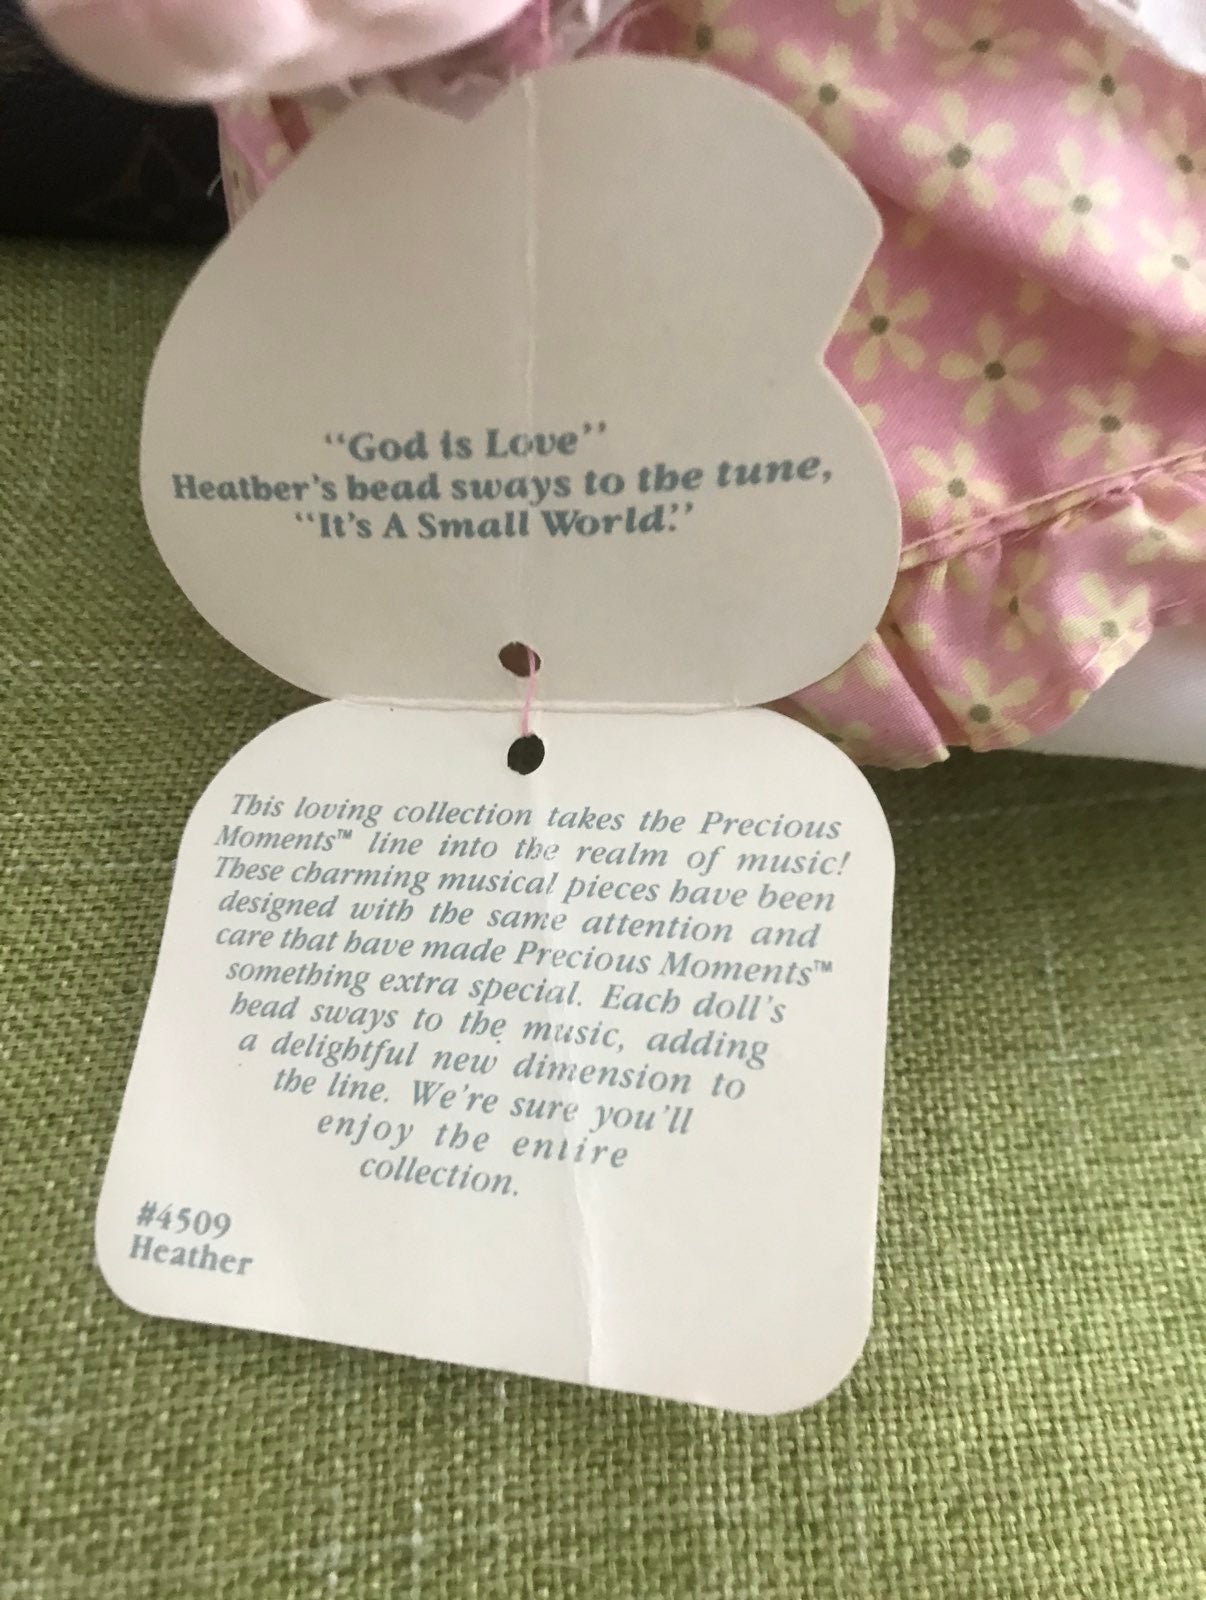 "God is Love"
Heather's head sways to the tune,
"It's A Small World."
This loving collection takes the Precious
Moments™ line into the realm of music!
These charming musical pieces have been
designed with the same attention and
care that have made Precious Moments™
something extra special. Each doll's
head sways to the music, adding
a delightful new dimension to
the line. We're sure you'll
enjoy the entire
collection.
#4509
Heather